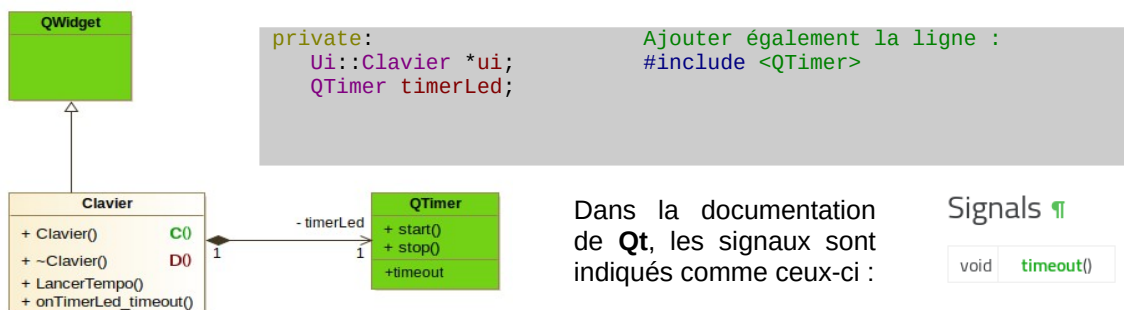 QWidget
private:
Ui::Clavier *ui;
QTimer timerLed;
Ajouter également la ligne :
#include <QTimer>
Clavier
+ Clavier() C()
+ ~Clavier() D()
+ LancerTempo()
+ onTimerLed_timeout()
1
- timerLed
1
QTimer
+ start()
+ stop()
+timeout
Dans la documentation
de Qt, les signaux sont
indiqués comme ceux-ci :
Signals ¶
void timeout()